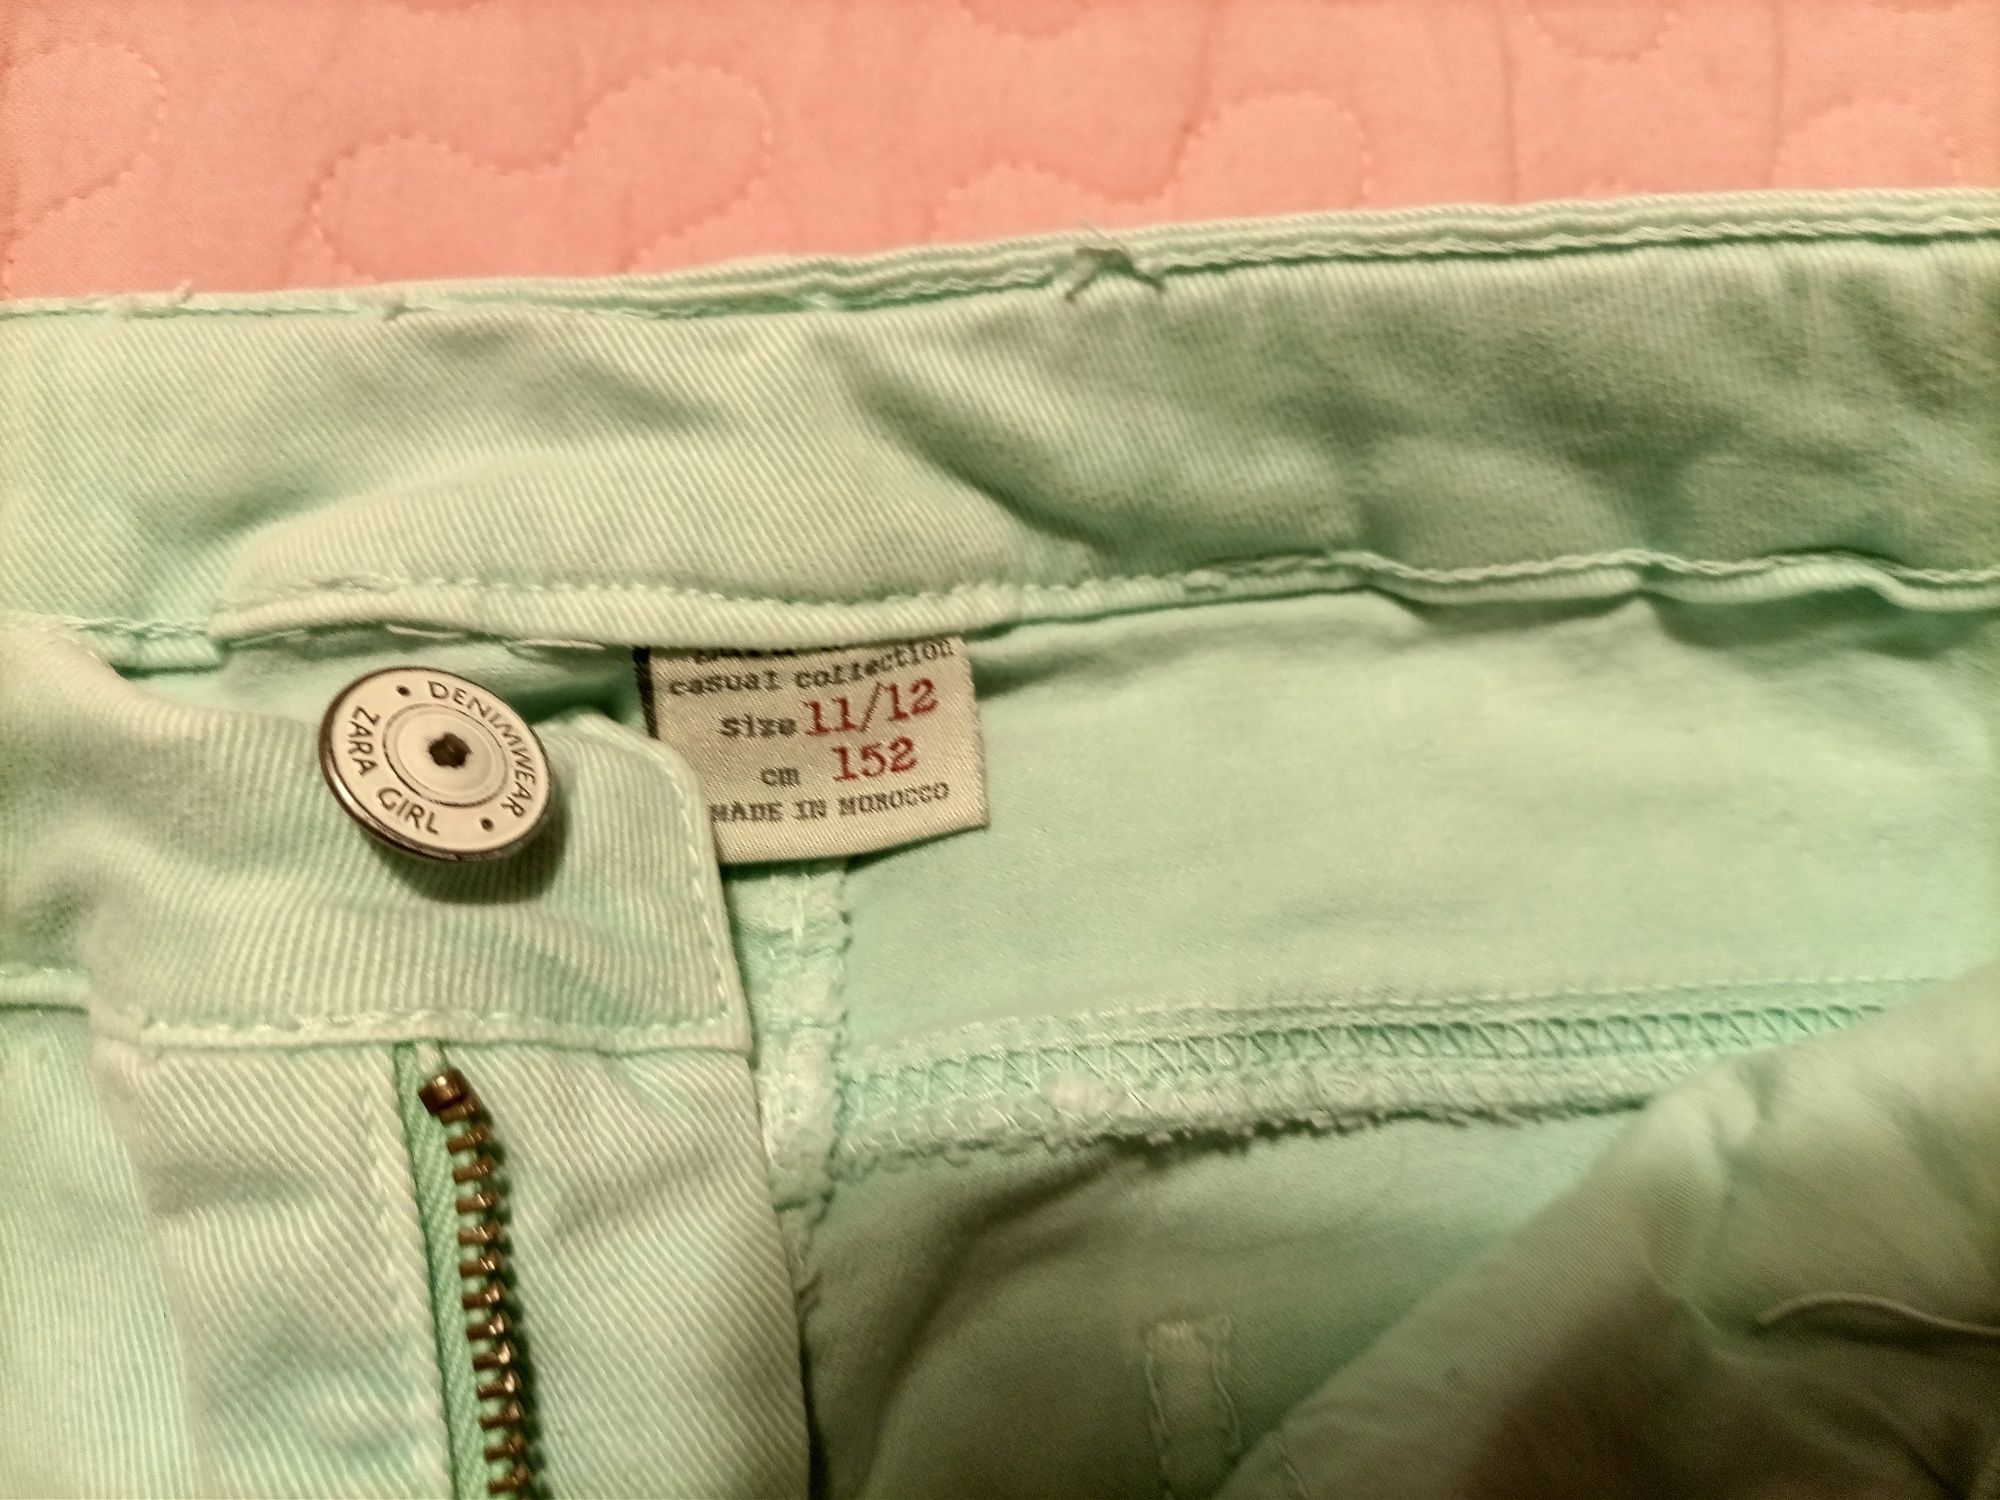 DENIMWEAR
ZARA GIRL
casual collection
Size 11/12
cm 152
MADE IN MOROCCO